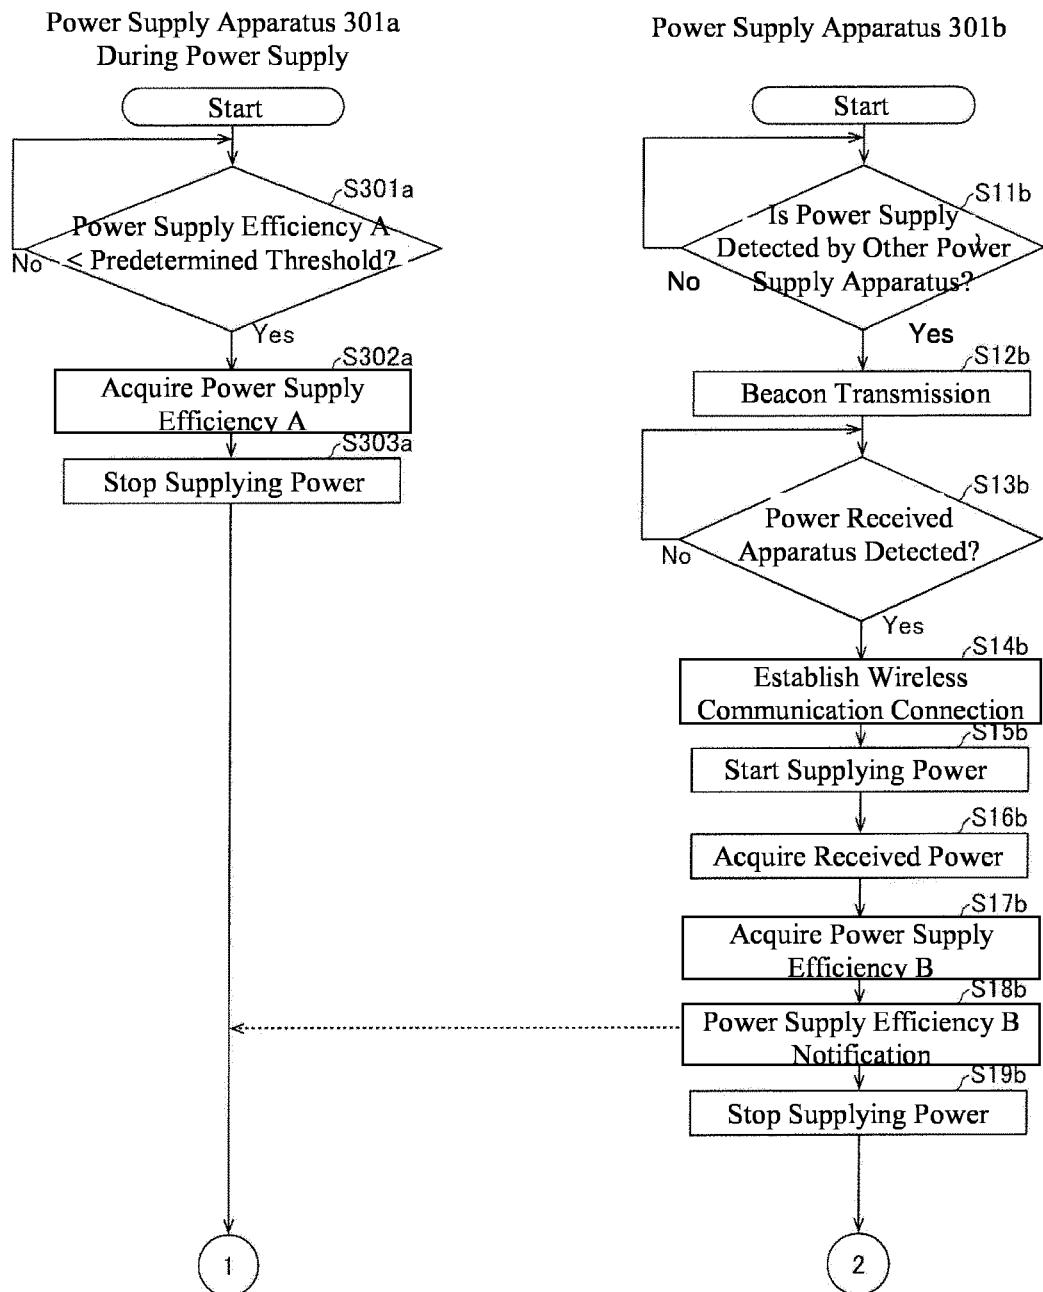 Power Supply Apparatus 301a
During Power Supply
Start
S301a
Power Supply Efficiency A
< Predetermined Threshold?
No
Yes
S302a
Acquire Power Supply
Efficiency A
S303a
Stop Supplying Power
1
Power Supply Apparatus 301b
Start
S11b
Is Power Supply
Detected by Other Power
Supply Apparatus?
No
Yes
S12b
Beacon Transmission
S13b
Power Received
Apparatus Detected?
No
Yes
S14b
Establish Wireless
Communication Connection
S15b
Start Supplying Power
S16b
Acquire Received Power
S17b
Acquire Power Supply
Efficiency B
S18b
Power Supply Efficiency B
Notification
S19b
Stop Supplying Power
2